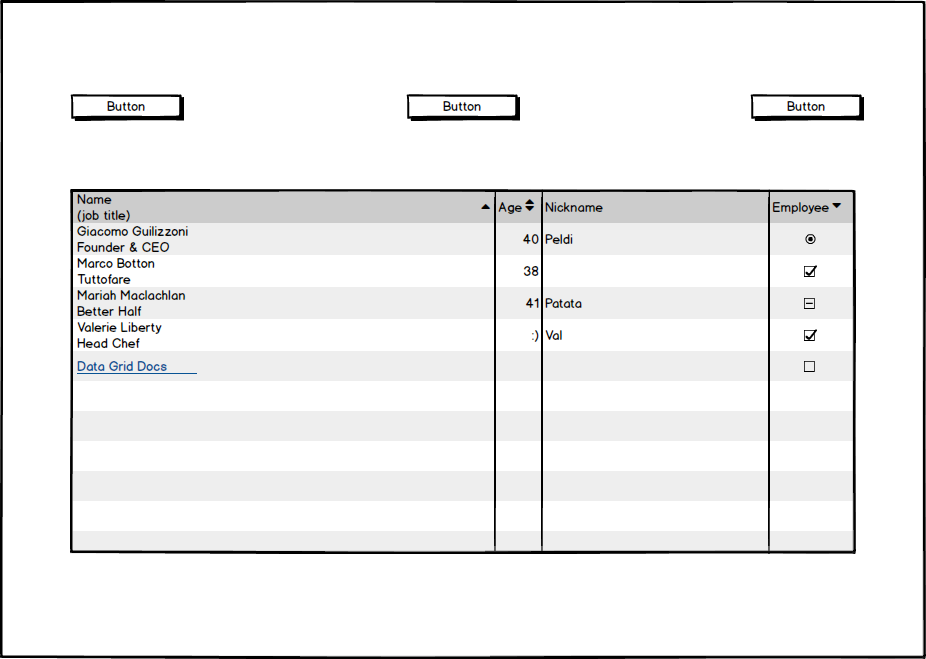 Button Button Button
Name
(job title)
Age Nickname Employee
Giacomo Guilizzoni
Founder & CEO
40 Peldi
Marco Botton
Tuttofare
38
Mariah Maclachlan
Better Half
41 Patata
Valerie Liberty
Head Chef
:) Val
Data Grid Docs